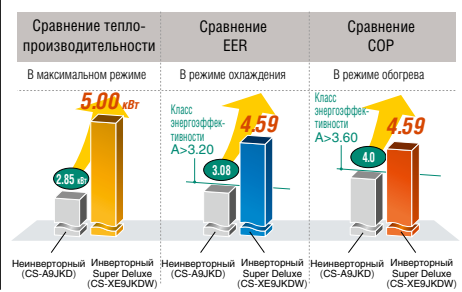 Сравнение тепло-
производительности
В максимальном режиме
5.00 кВт
2.85 кВт
Неинверторный
(CS-A9JKD)
Инверторный
Super Deluxe
(CS-XE9JKDW)
Сравнение
EER
В режиме охлаждения
Класс
энергоэффек-
тивности
A>3.20
4.59
3.08
Неинверторный
(CS-A9JKD)
Инверторный
Super Deluxe
(CS-XE9JKDW)
Сравнение
COP
В режиме обогрева
Класс
энергоэффек-
тивности
A>3.60
4.59
4.0
Неинверторный
(CS-A9JKD)
Инверторный
Super Deluxe
(CS-XE9JKDW)